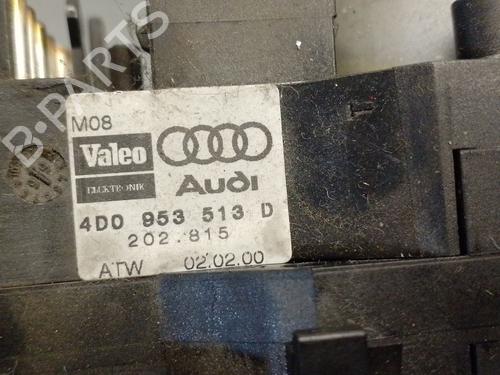 B-PARTS
M08
Valeo
ELEKTRONIK
Audi
4D0 953 513 D
202.815
ATW 02.02.00